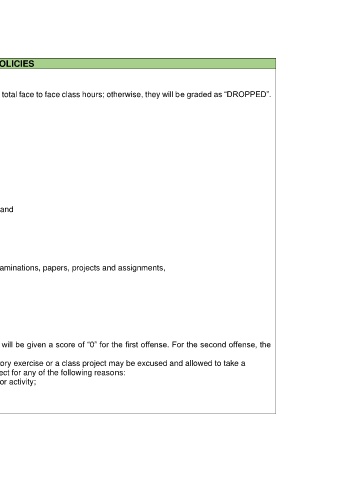 OLICIES
total face to face class hours; otherwise, they will be graded as “DROPPED”.
and
aminations, papers, projects and assignments,
will be given a score of “0” for the first offense. For the second offense, the
ory exercise or a class project may be excused and allowed to take a
ect for any of the following reasons:
or activity;